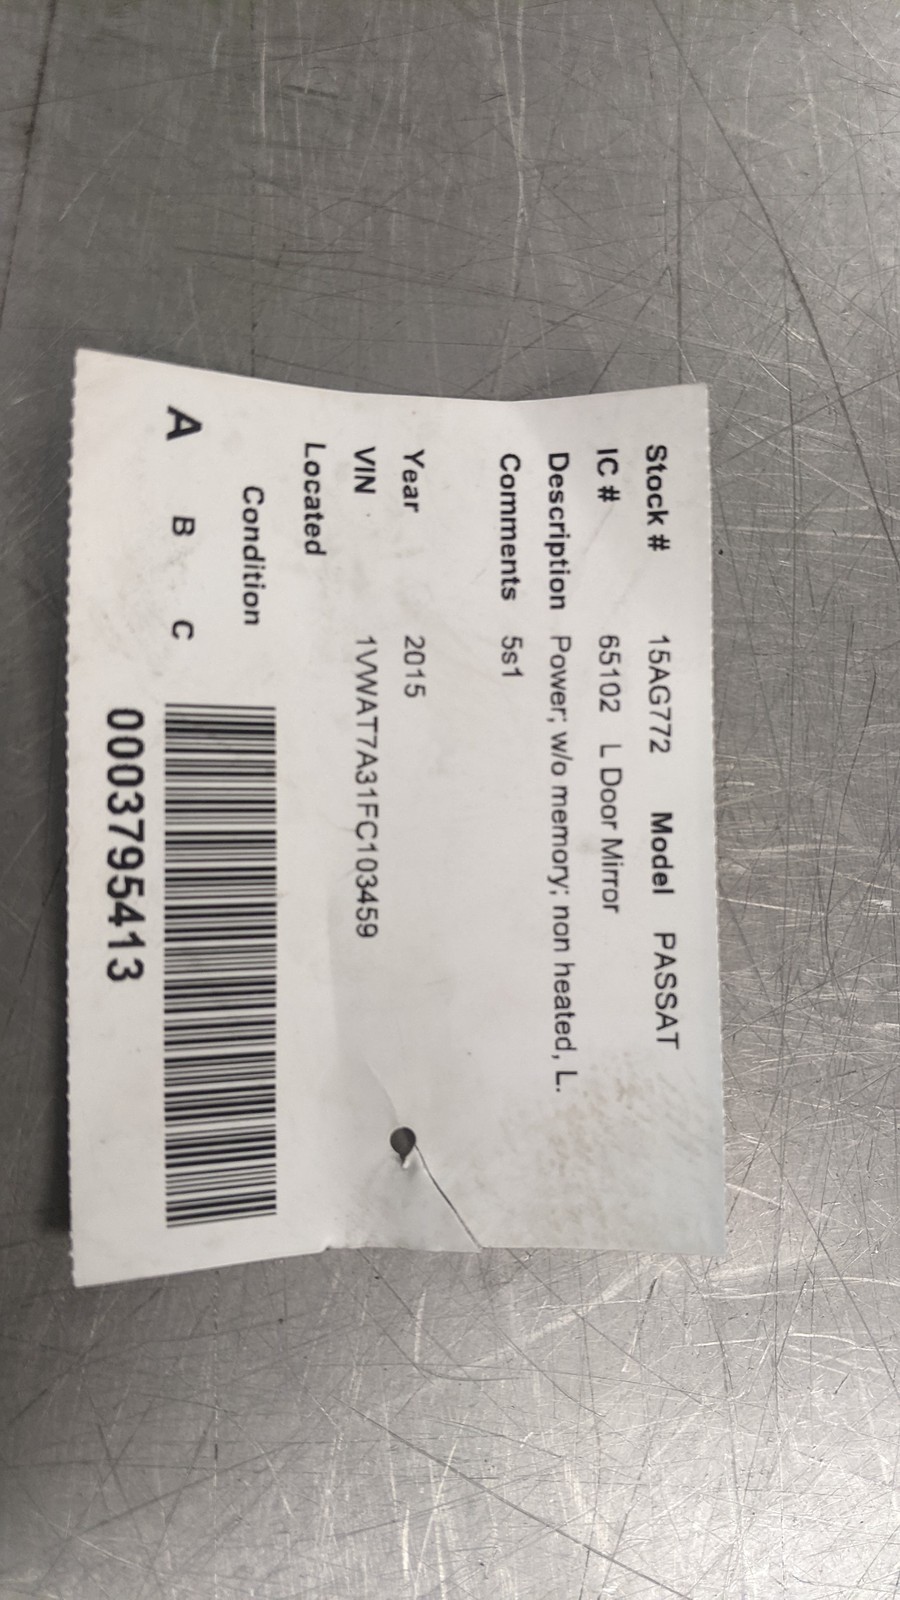 Stock # 15AG772 Model PASSAT
IC # 65102 L Door Mirror
Description Power; w/o memory; non heated, L.
Comments 5s1
Year 2015
VIN 1VWAT7A31FC103459
Located
Condition
A B C
0003795413